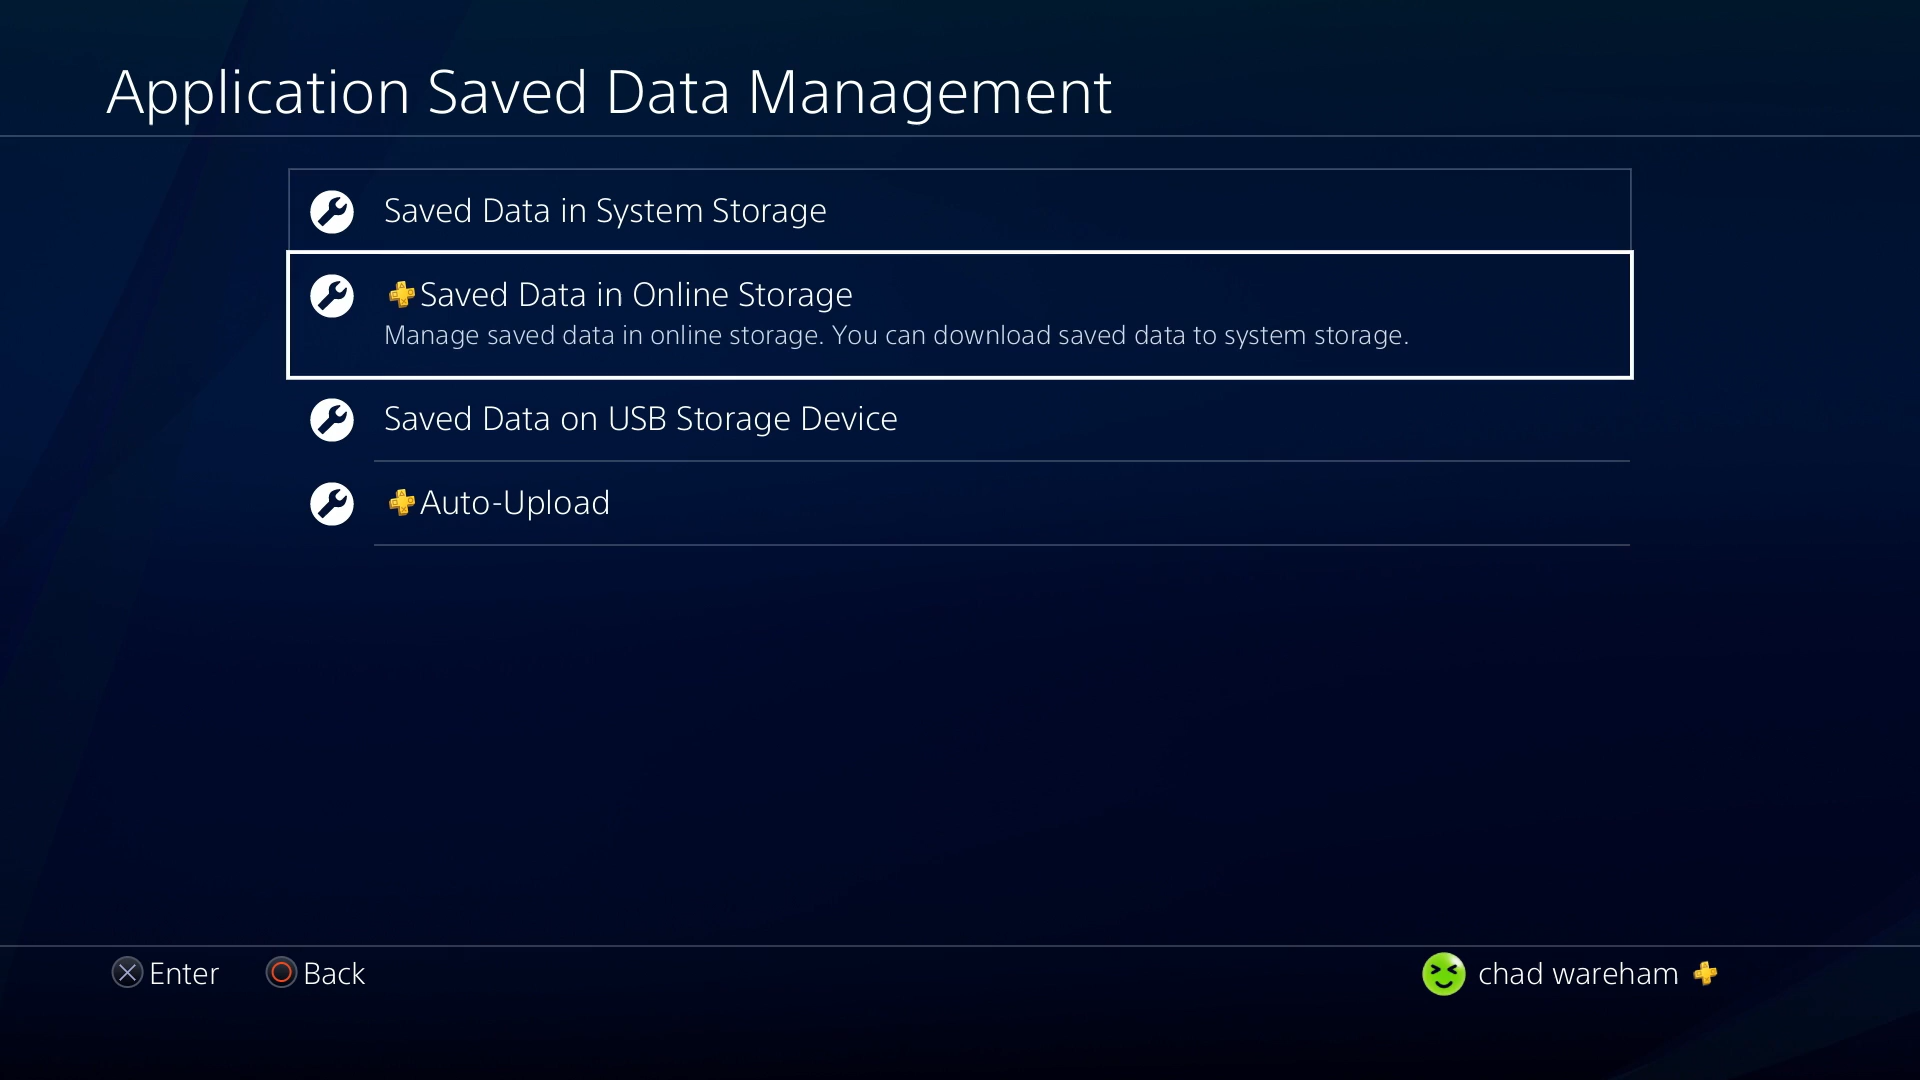 Application Saved Data Management
Saved Data in System Storage
Saved Data in Online Storage
Manage saved data in online storage. You can download saved data to system storage.
Saved Data on USB Storage Device
Auto-Upload
Enter
Back
chad wareham